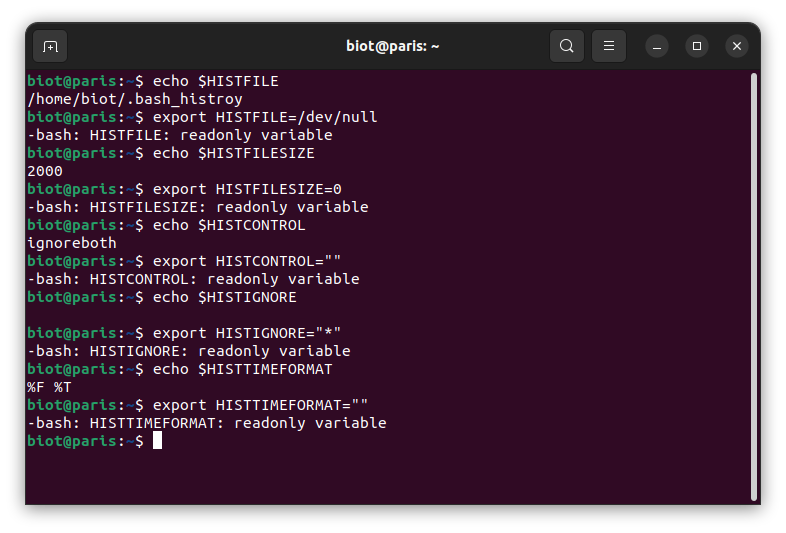 biot@paris: ~
biot@paris:~$ echo $HISTFILE
/home/biot/.bash_histroy
biot@paris:~$ export HISTFILE=/dev/null
-bash: HISTFILE: readonly variable
biot@paris:~$ echo $HISTFILESIZE
2000
biot@paris:~$ export HISTFILESIZE=0
-bash: HISTFILESIZE: readonly variable
biot@paris:~$ echo $HISTCONTROL
ignoreboth
biot@paris:~$ export HISTCONTROL=""
-bash: HISTCONTROL: readonly variable
biot@paris:~$ echo $HISTIGNORE

biot@paris:~$ export HISTIGNORE="*"
-bash: HISTIGNORE: readonly variable
biot@paris:~$ echo $HISTTIMEFORMAT
%F %T
biot@paris:~$ export HISTTIMEFORMAT=""
-bash: HISTTIMEFORMAT: readonly variable
biot@paris:~$